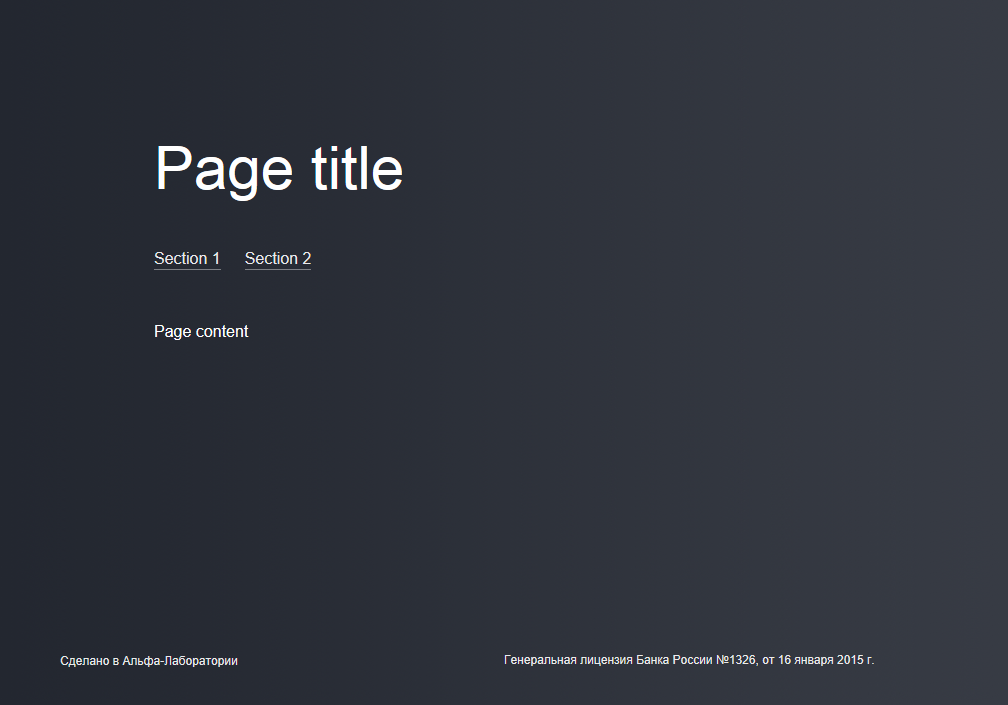 Page title
Section 1 Section 2
Page content
Сделано в Альфа-Лаборатории
Генеральная лицензия Банка России №1326, от 16 января 2015 г.